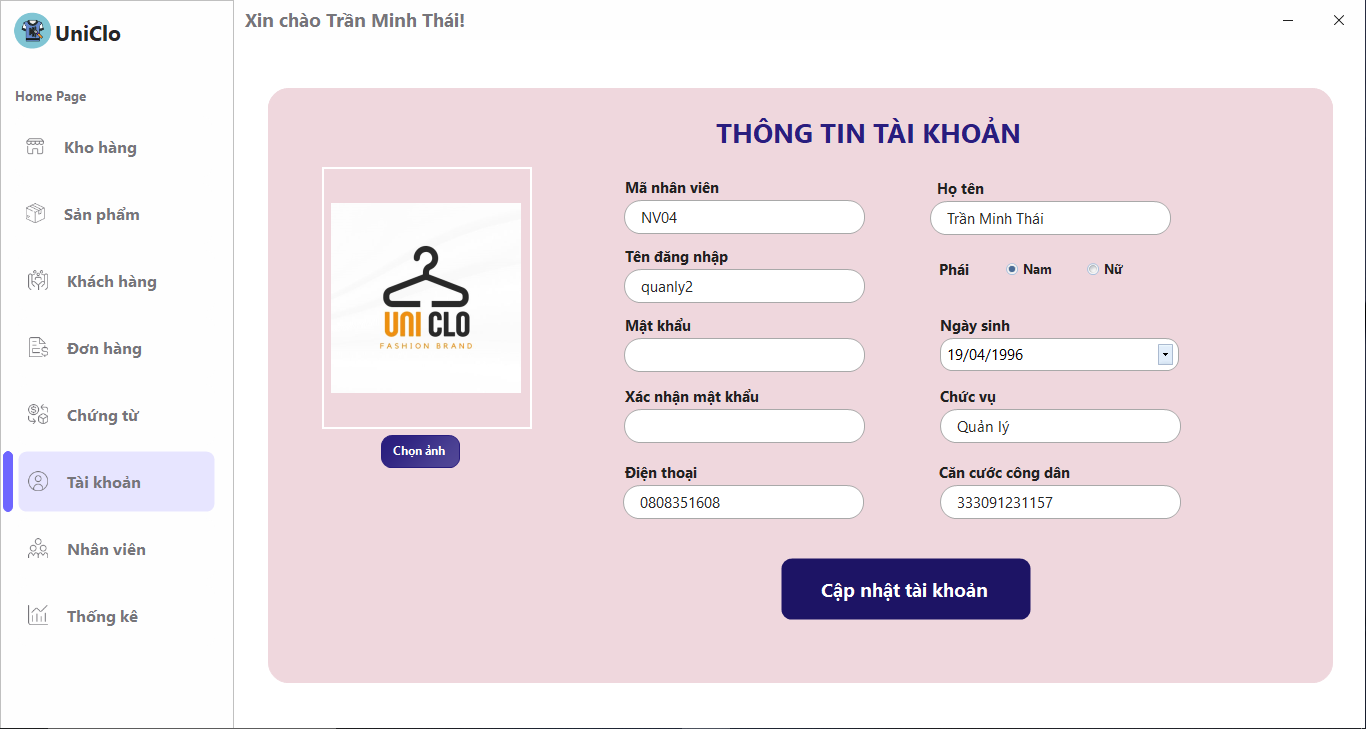 UniClo
Xin chào Trần Minh Thái!
Home Page
Kho hàng
Sản phẩm
Khách hàng
Đơn hàng
Chứng từ
Tài khoản
Nhân viên
Thống kê
THÔNG TIN TÀI KHOẢN
UNI CLO
FASHION BRAND
Chọn ảnh
Mã nhân viên
NV04
Họ tên
Trần Minh Thái
Tên đăng nhập
quanly2
Phái
Nam
Nữ
Mật khẩu
Ngày sinh
19/04/1996
Xác nhận mật khẩu
Chức vụ
Quản lý
Điện thoại
0808351608
Căn cước công dân
333091231157
Cập nhật tài khoản